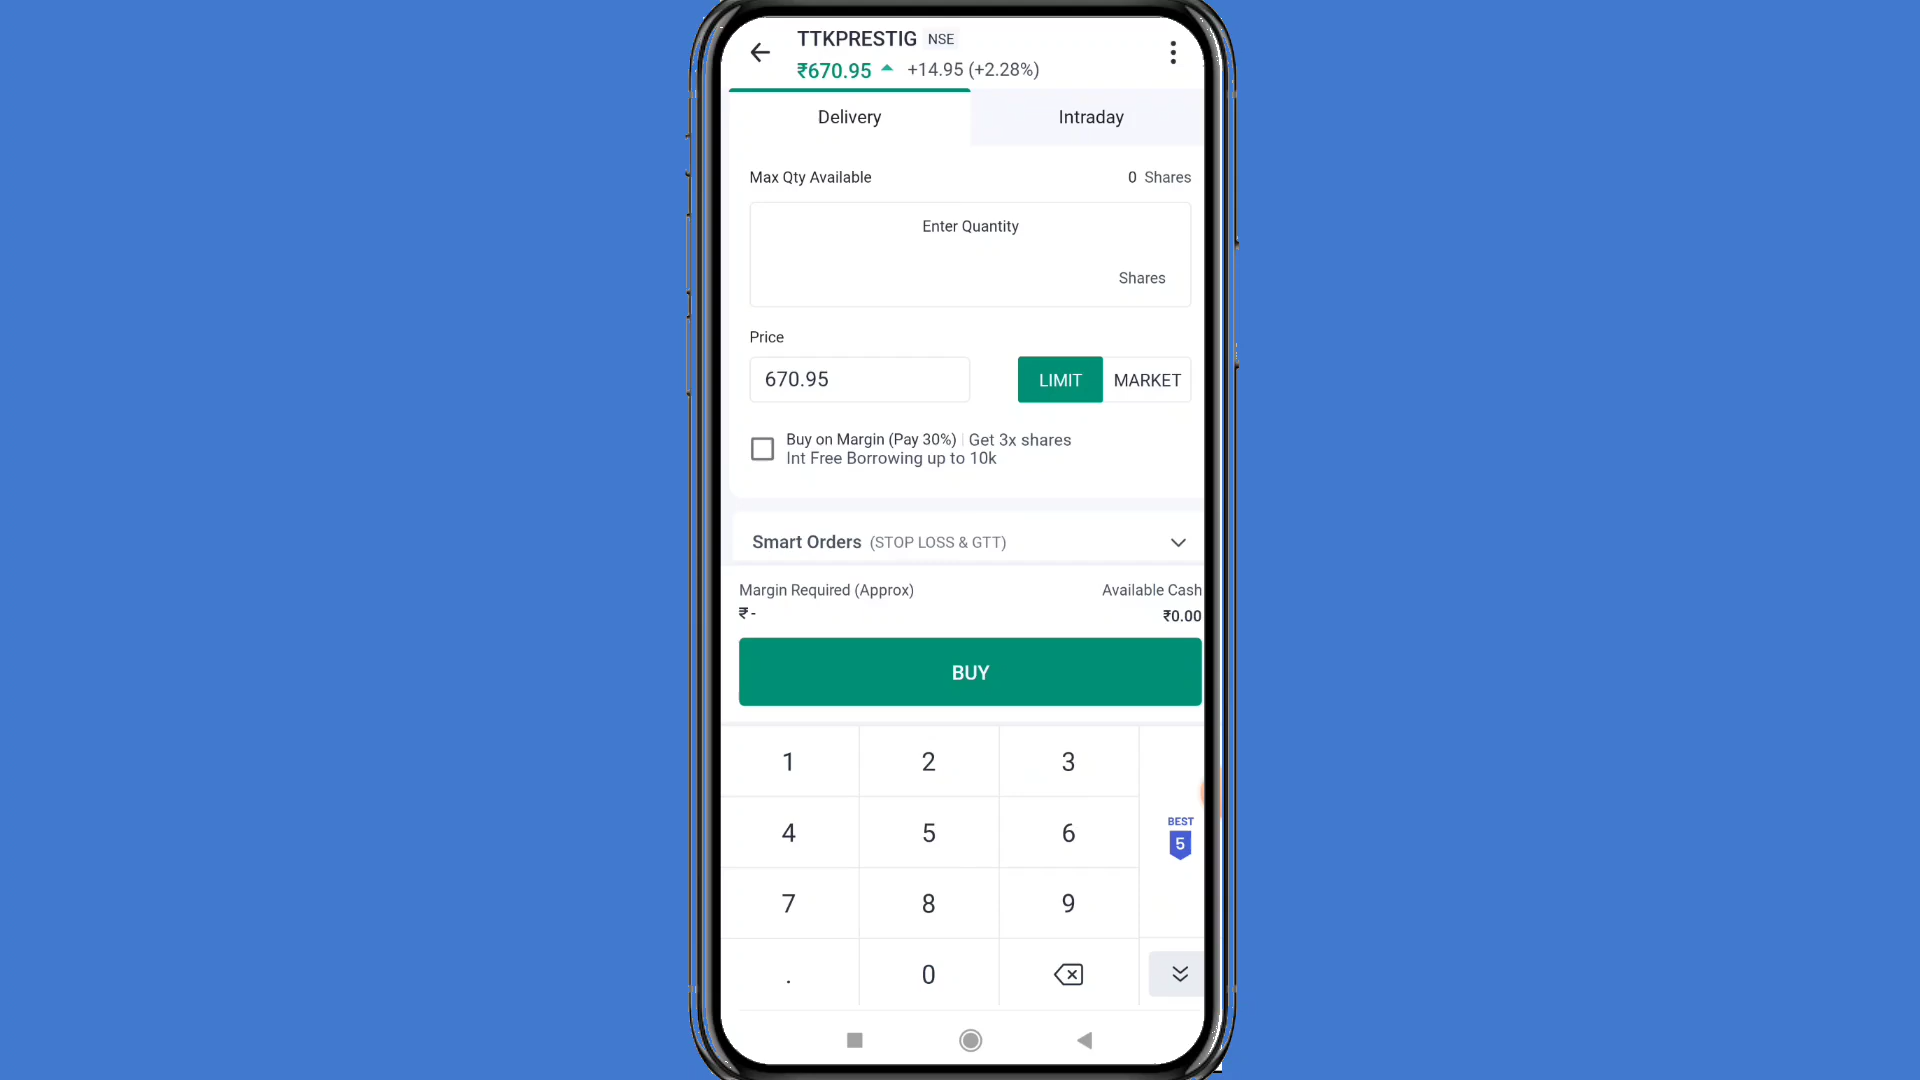 TTKPRESTIG NSE
₹670.95 +14.95 (+2.28%)
Delivery Intraday
Max Qty Available 0 Shares
Enter Quantity
Shares
Price
670.95 LIMIT MARKET
Buy on Margin (Pay 30%) | Get 3x shares
Int Free Borrowing up to 10k
Smart Orders (STOP LOSS & GTT)
Margin Required (Approx) Available Cash
₹ - ₹0.00
BUY
1 2 3
4 5 6
BEST
5
7 8 9
. 0